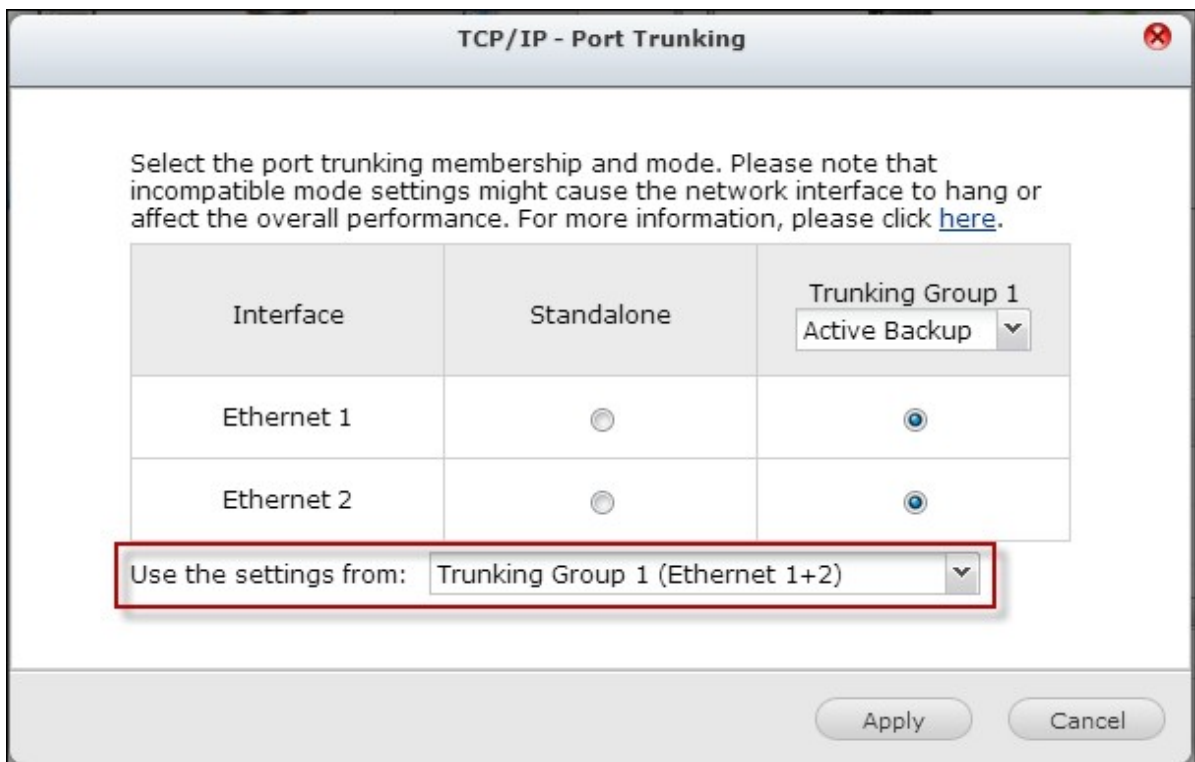 TCP/IP - Port Trunking
Select the port trunking membership and mode. Please note that
incompatible mode settings might cause the network interface to hang or
affect the overall performance. For more information, please click here.
Interface
Standalone
Trunking Group 1
Active Backup
Ethernet 1
Ethernet 2
Use the settings from: Trunking Group 1 (Ethernet 1+2)
Apply
Cancel